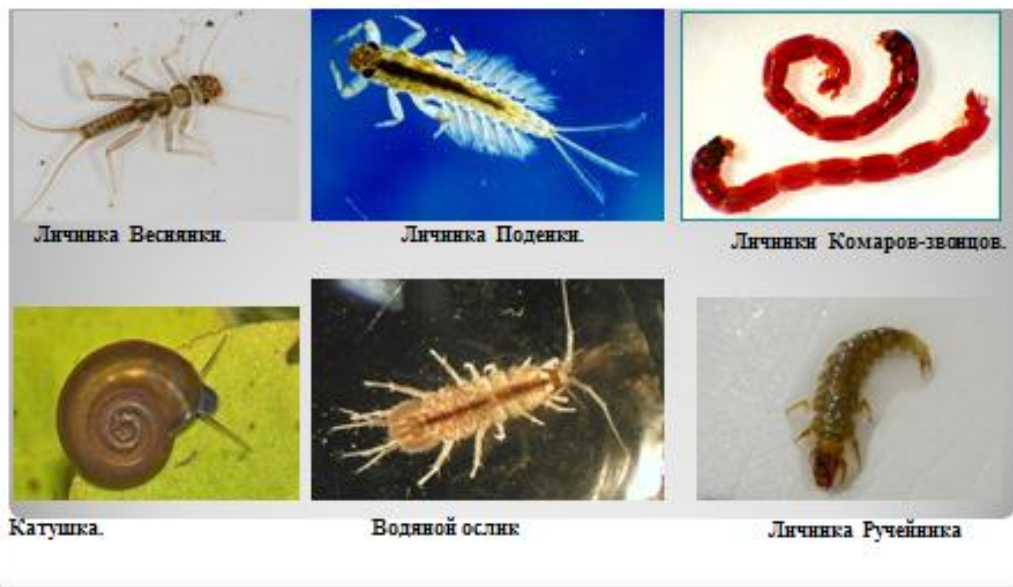 Личинка Веснянки.
Личинка Поденки.
Личинки Комаров-звонцов.
Катушка.
Водяной ослик
Личинка Ручейника